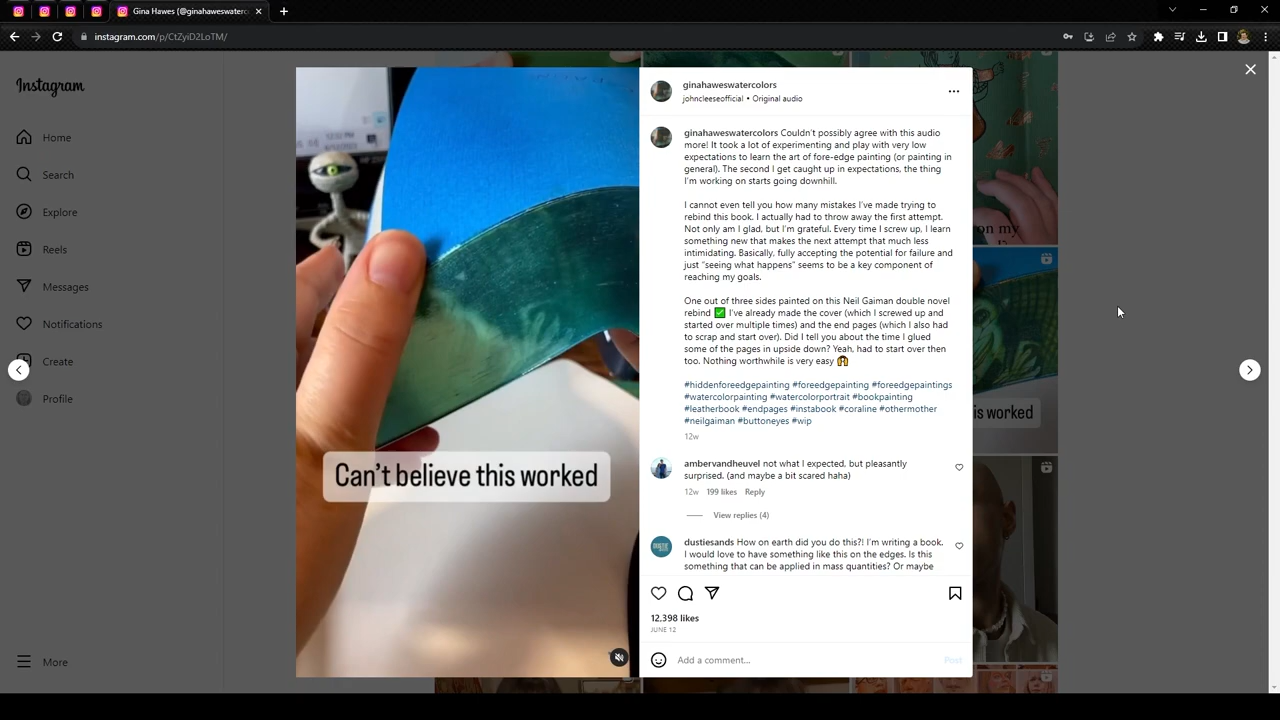 Gina Hawes (@ginahaweswaterc
instagram.com/p/CtZyiD2LoTM/
Instagram
Home
Search
Explore
Reels
Messages
Notifications
Create
Profile
More
Can't believe this worked
ginahaweswatercolors
johncleeseofficial • Original audio
ginahaweswatercolors Couldn't possibly agree with this audio
more! It took a lot of experimenting and play with very low
expectations to learn the art of fore-edge painting (or painting in
general). The second I get caught up in expectations, the thing
I'm working on starts going downhill.
I cannot even tell you how many mistakes I've made trying to
rebind this book. I actually had to throw away the first attempt.
Not only am I glad, but I'm grateful. Every time I screw up, I learn
something new that makes the next attempt that much less
intimidating. Basically, fully accepting the potential for failure and
just "seeing what happens" seems to be a key component of
reaching my goals.
One out of three sides painted on this Neil Gaiman double novel
rebind ✅ I've already made the cover (which I screwed up and
started over multiple times) and the end pages (which I also had
to scrap and start over). Did I tell you about the time I glued
some of the pages in upside down? Yeah, had to start over then
too. Nothing worthwhile is very easy
#hiddenforeedgepainting #foreedgepainting #foreedgepaintings
#watercolorpainting #watercolorportrait #bookpainting
#leatherbook #endpages #instabook #coraline #othermother
#neilgaiman #buttoneyes #wip
12w
ambervandheuvel not what I expected, but pleasantly
surprised. (and maybe a bit scared haha)
12w 199 likes Reply
View replies (4)
dustiesands How on earth did you do this?! I'm writing a book.
I would love to have something like this on the edges. Is this
something that can be applied in mass quantities? Or maybe
12,398 likes
JUNE 12
Add a comment...
Post
on my
is worked